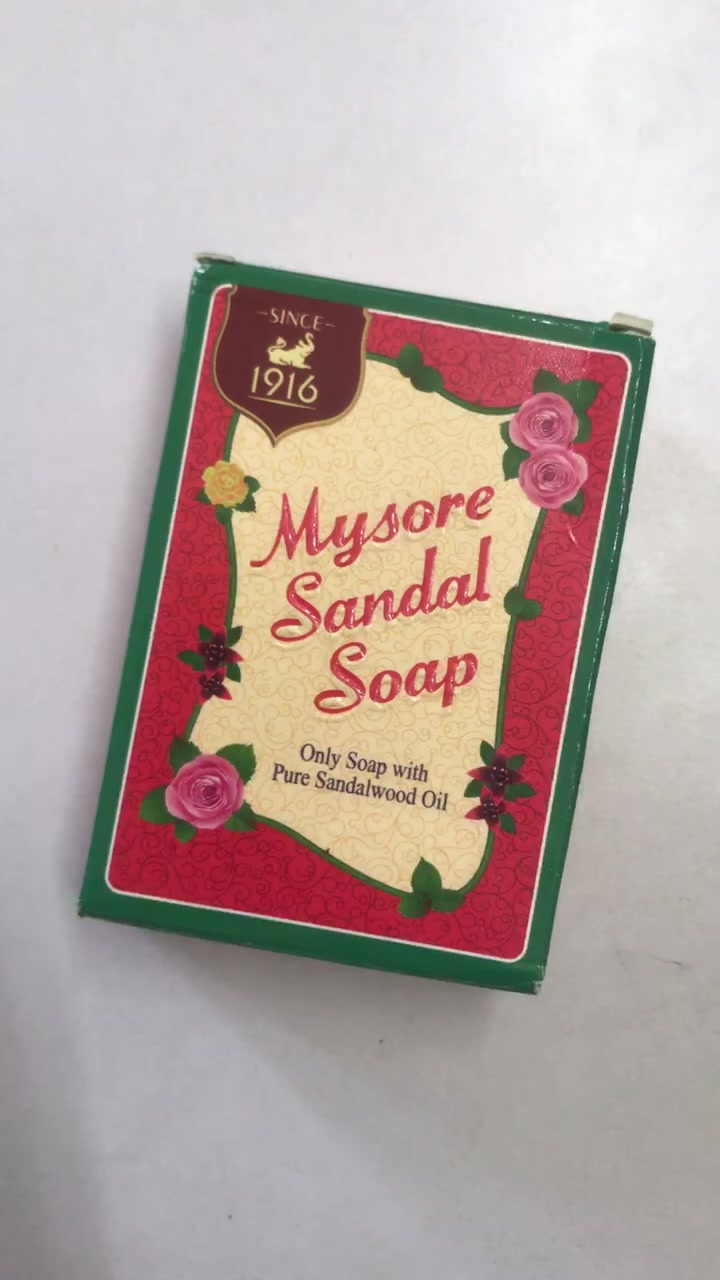 -SINCE-
1916
Mysore
Sandal
Soap
Only Soap with
Pure Sandalwood Oil